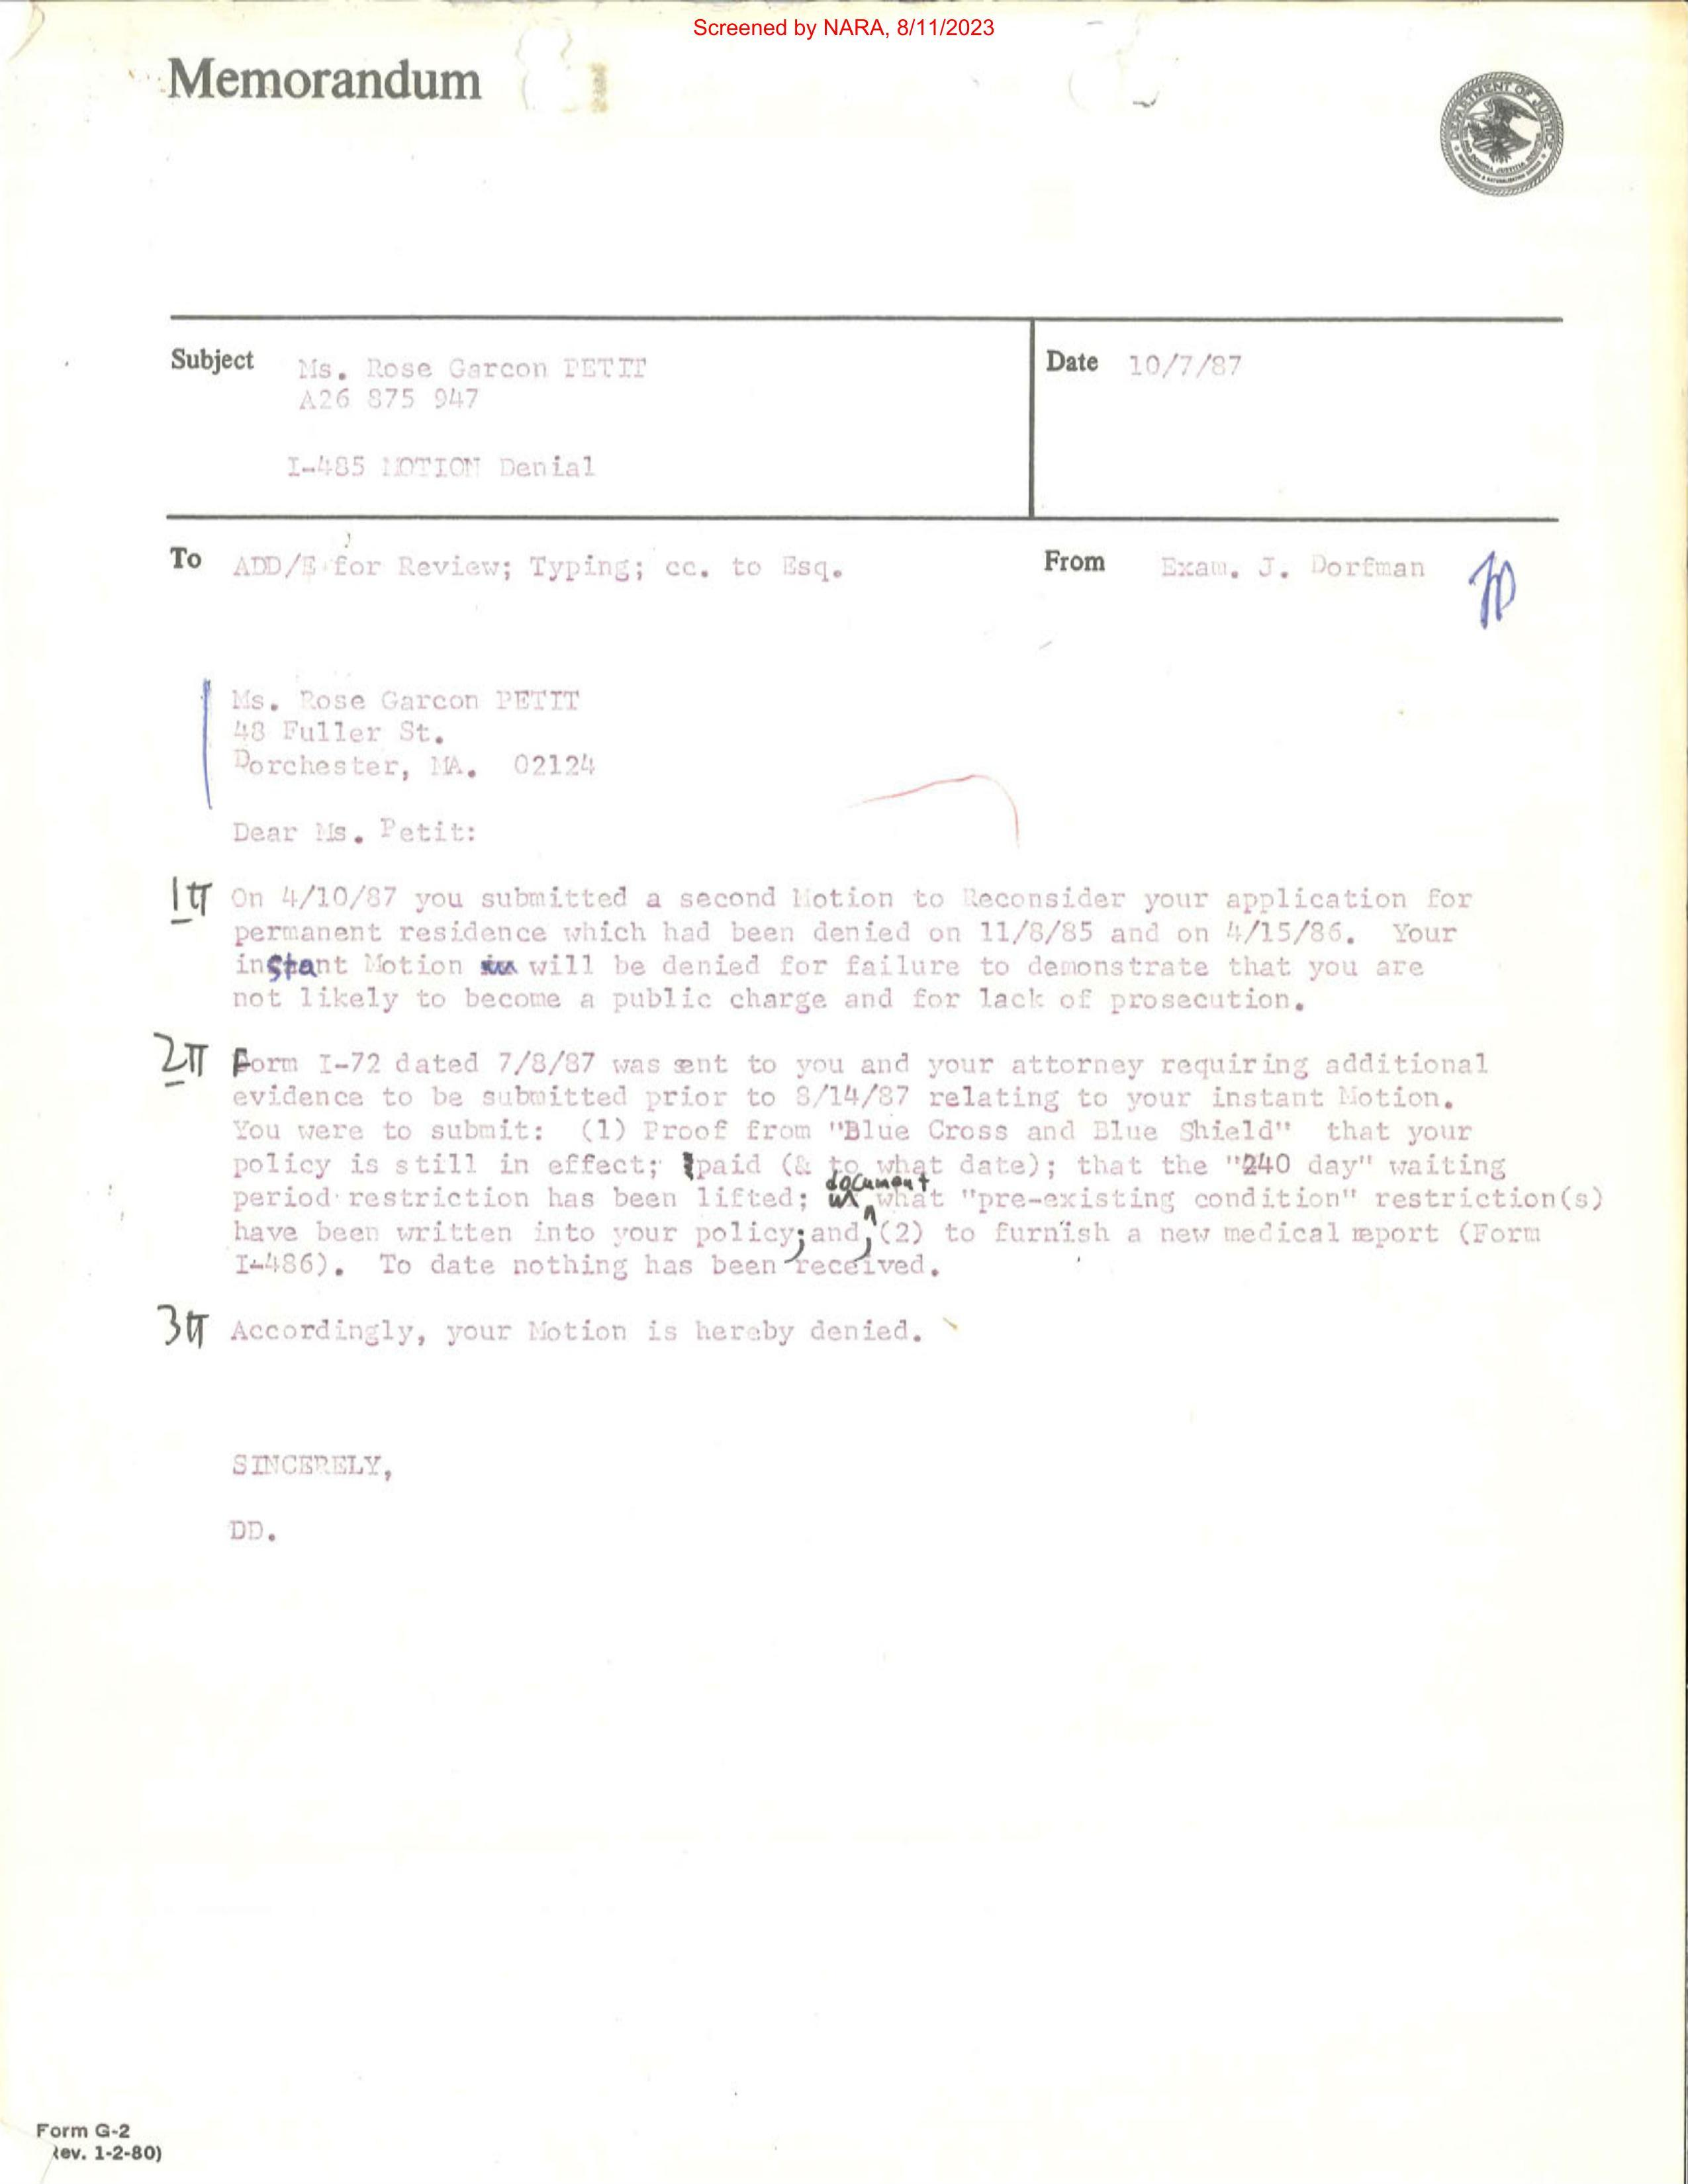 Screened by NARA, 8/11/2023
Memorandum
DEPARTMENT OF JUSTICE
Subject Ms. Rose Garcon PETIT
A26 875 947
I-485 MOTION Denial
Date 10/7/87
To ADD/E for Review; Typing; cc. to Esq.
From Exam. J. Dorfman
Ms. Rose Garcon PETIT
48 Fuller St.
Dorchester, MA. 02124
Dear Ms. Petit:
1¶ On 4/10/87 you submitted a second Motion to Reconsider your application for
permanent residence which had been denied on 11/8/85 and on 4/15/86. Your
instant Motion will be denied for failure to demonstrate that you are
not likely to become a public charge and for lack of prosecution.
2¶ Form I-72 dated 7/8/87 was sent to you and your attorney requiring additional
evidence to be submitted prior to 8/14/87 relating to your instant Motion.
You were to submit: (1) Proof from "Blue Cross and Blue Shield" that your
policy is still in effect; paid (& to what date); that the "240 day" waiting
period restriction has been lifted; document what "pre-existing condition" restriction(s)
have been written into your policy; and, (2) to furnish a new medical report (Form
I-486). To date nothing has been received.
3¶ Accordingly, your Motion is hereby denied.
SINCERELY,
DD.
Form G-2
Rev. 1-2-80)